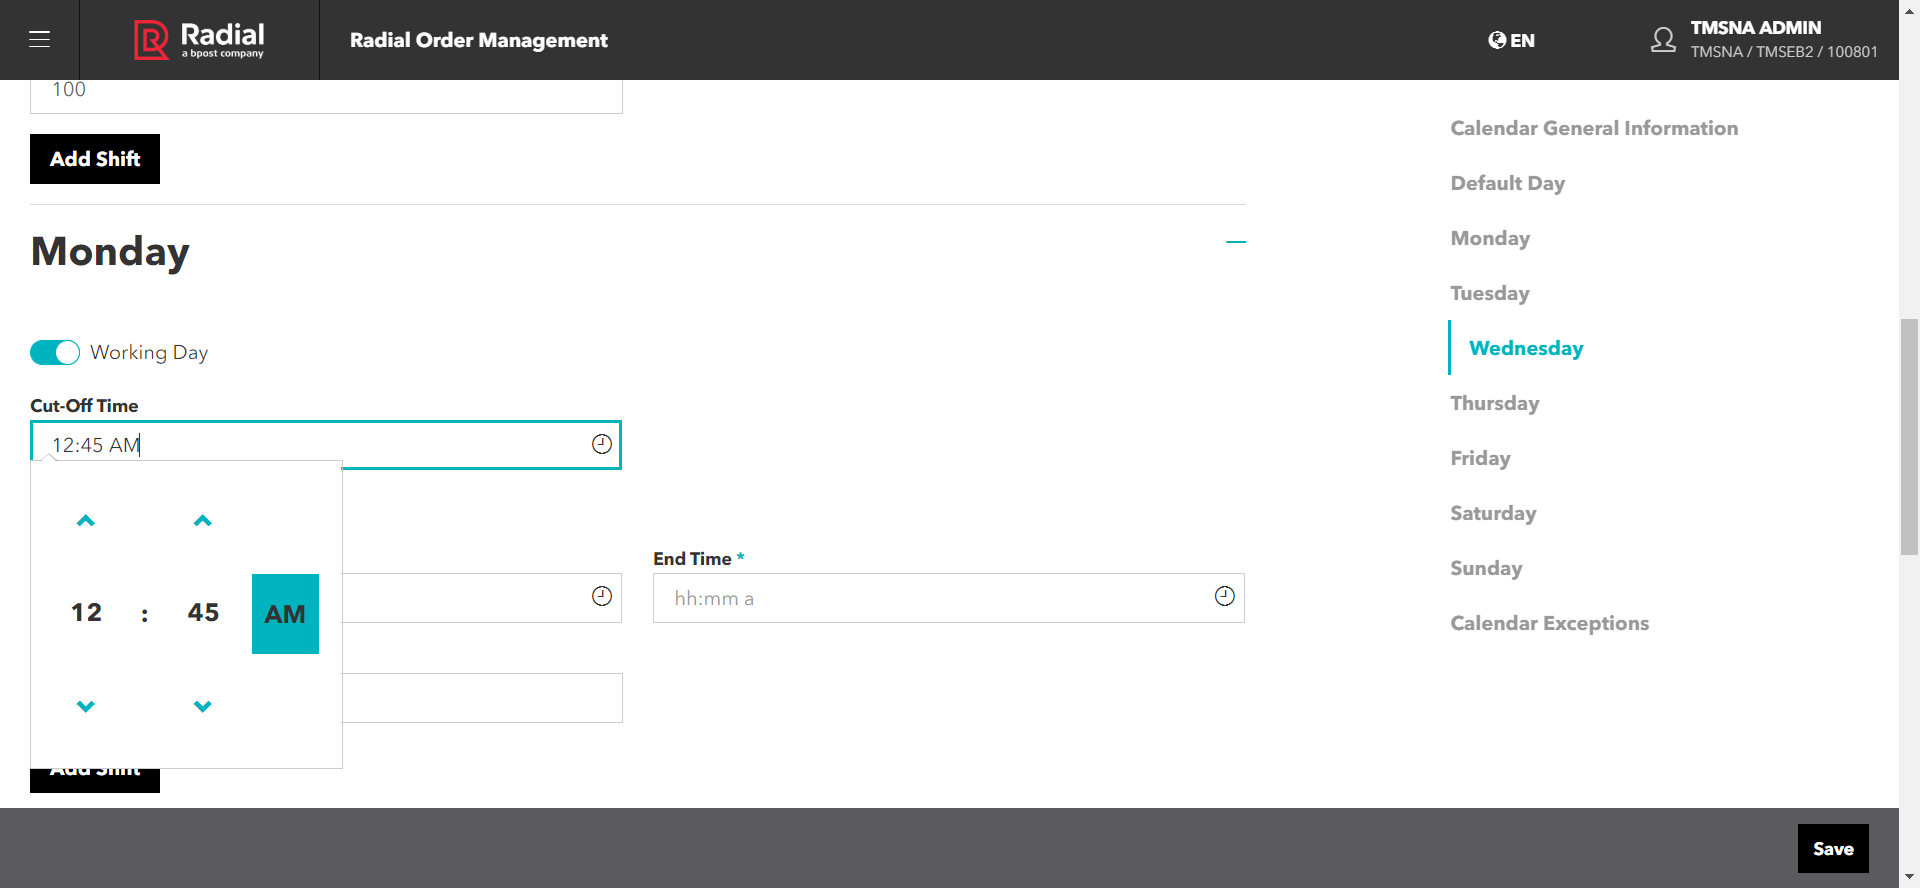 Radial
a bpost company
Radial Order Management
EN
TMSNA ADMIN
TMSNA / TMSEB2 / 100801
100
Add Shift
Monday
Working Day
Cut-Off Time
12:45 AM
12 : 45 AM
End Time *
hh:mm a
Add Shift
Calendar General Information
Default Day
Monday
Tuesday
Wednesday
Thursday
Friday
Saturday
Sunday
Calendar Exceptions
Save